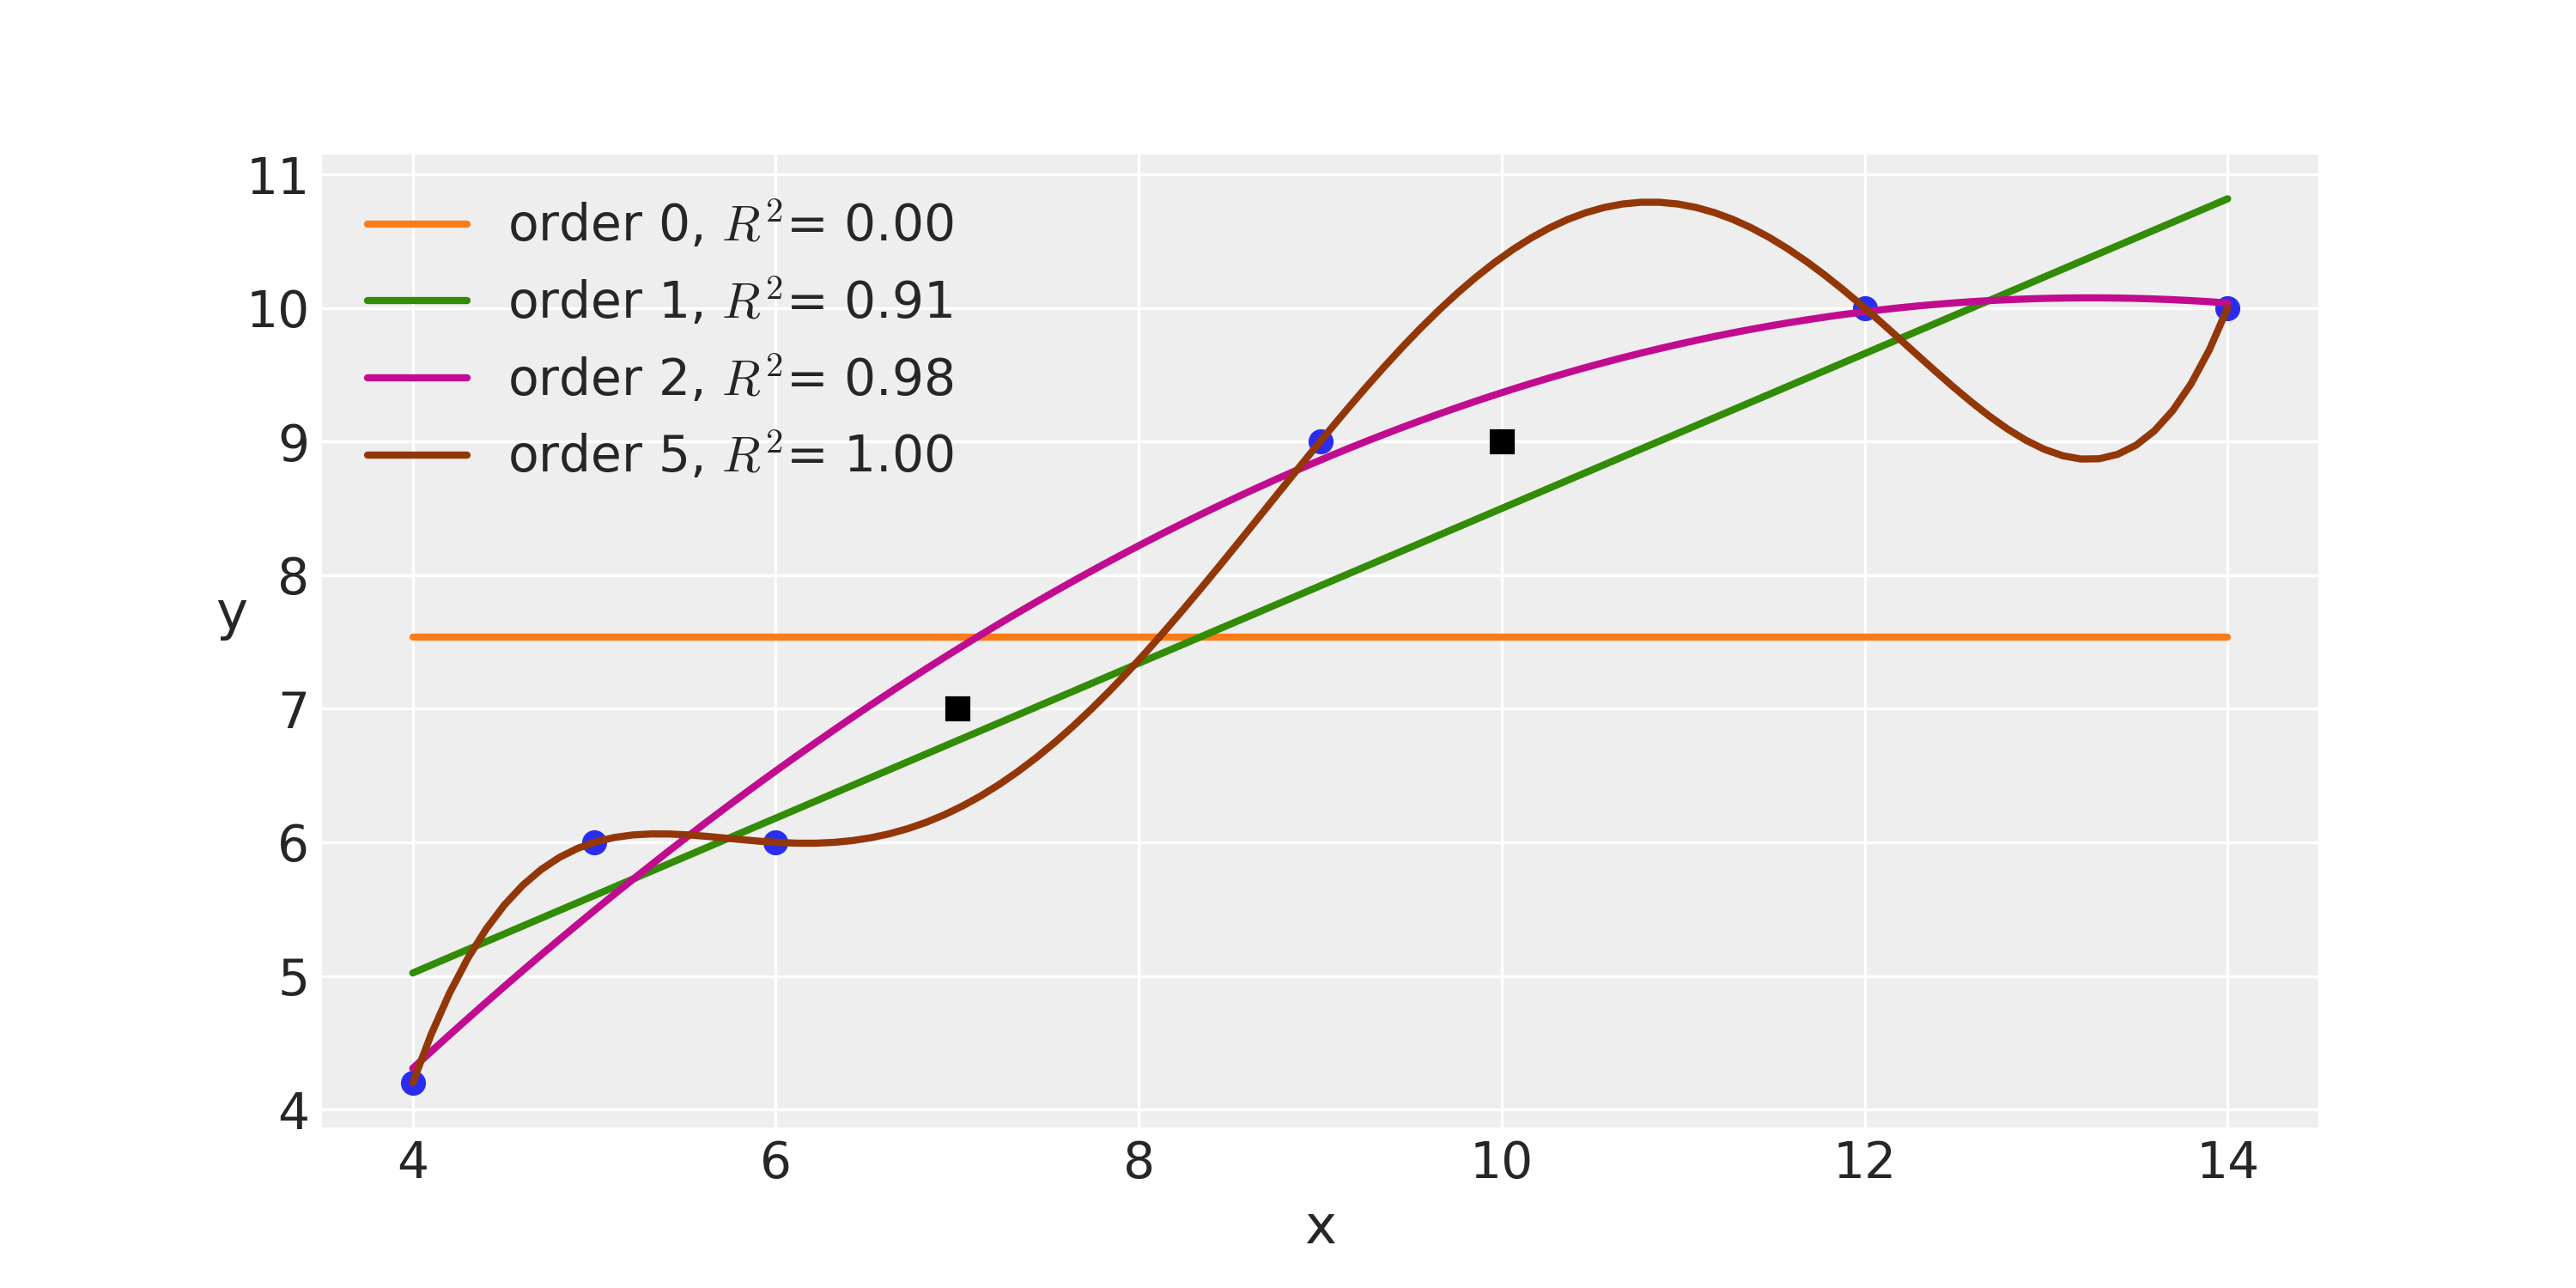 order 0, R²= 0.00
order 1, R²= 0.91
order 2, R²= 0.98
order 5, R²= 1.00
11
10
9
8
7
6
5
4
y
4 6 8 10 12 14
x